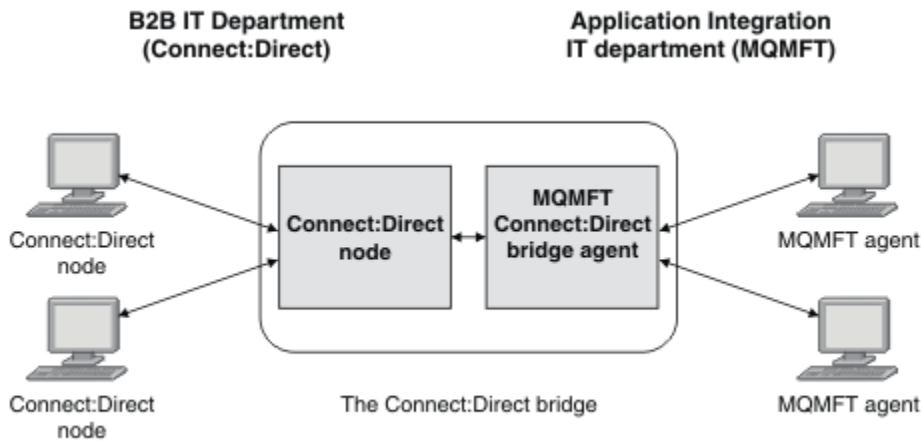 B2B IT Department
(Connect:Direct)
Application Integration
IT department (MQMFT)
Connect:Direct
node
Connect:Direct
node
MQMFT
Connect:Direct
bridge agent
MQMFT agent
Connect:Direct
node
The Connect:Direct bridge
MQMFT agent